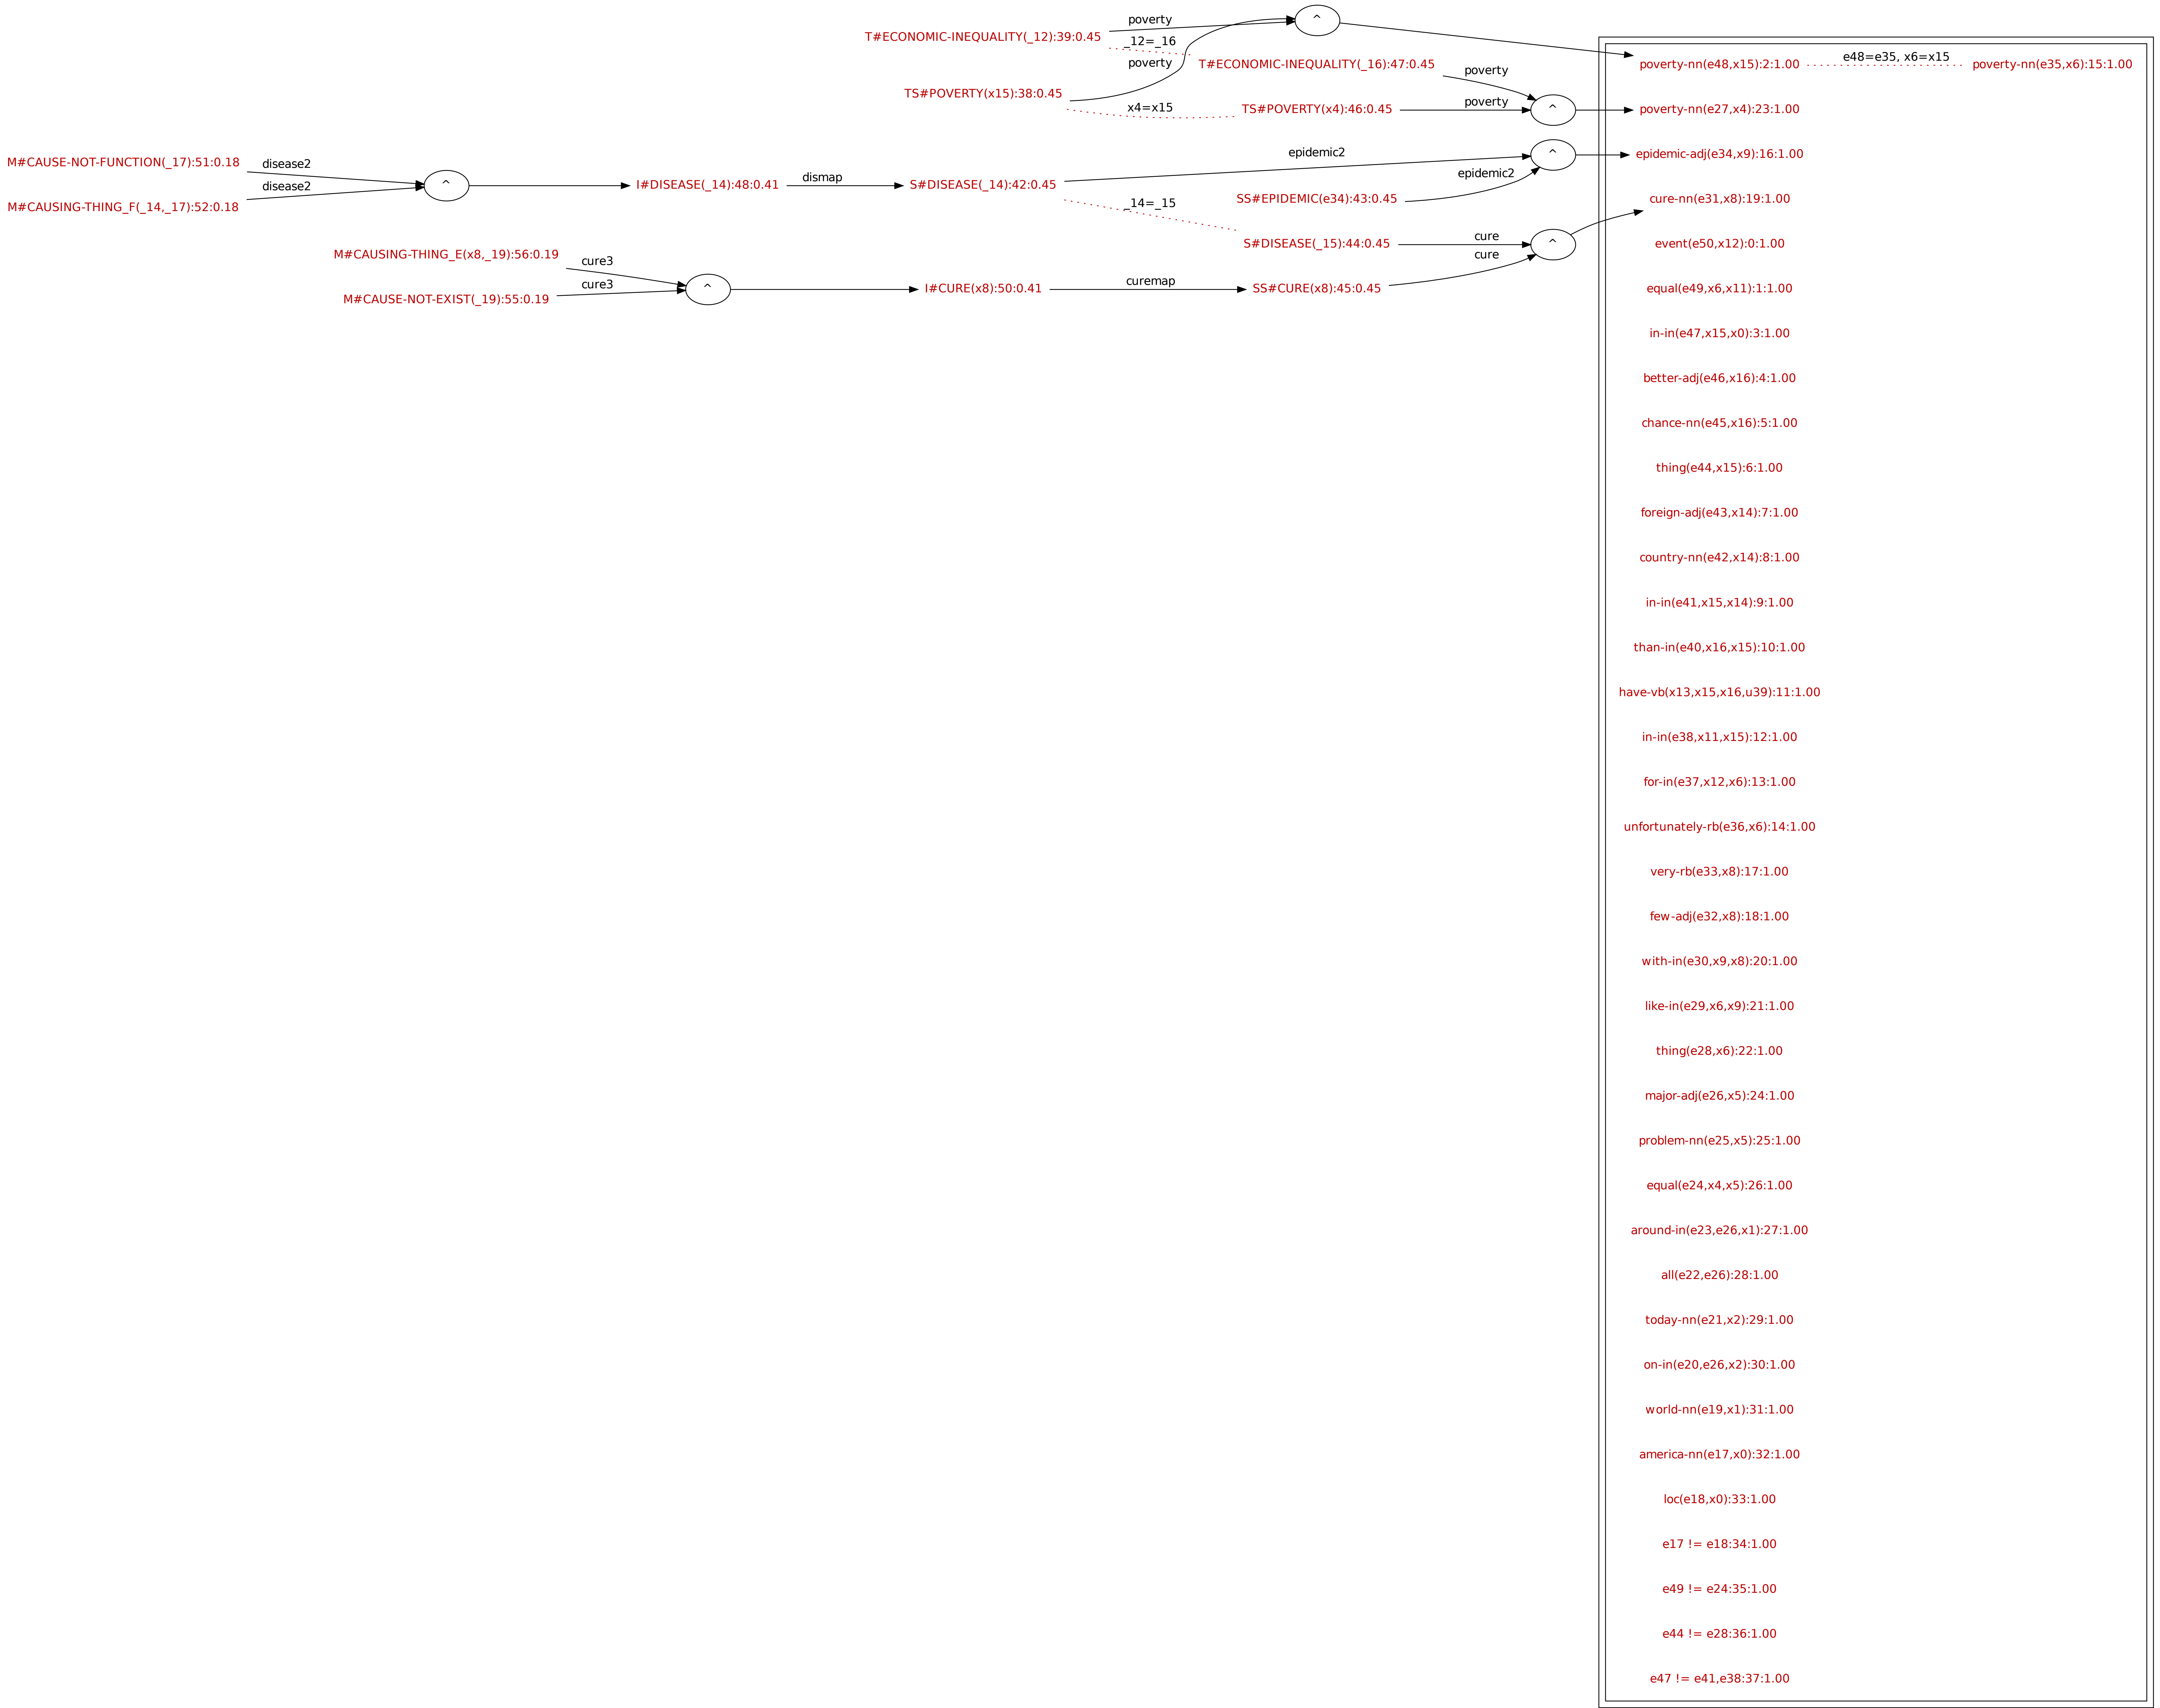 ^
poverty
T#ECONOMIC-INEQUALITY(_12):39:0.45
_12=_16
poverty-nn(e48,x15):2:1.00
e48=e35, x6=x15
poverty-nn(e35,x6):15:1.00
poverty
T#ECONOMIC-INEQUALITY(_16):47:0.45
poverty
TS#POVERTY(x15):38:0.45
x4=x15
TS#POVERTY(x4):46:0.45
poverty
^
poverty-nn(e27,x4):23:1.00
M#CAUSE-NOT-FUNCTION(_17):51:0.18
disease2
disease2
M#CAUSING-THING_F(_14,_17):52:0.18
^
I#DISEASE(_14):48:0.41
dismap
S#DISEASE(_14):42:0.45
epidemic2
epidemic2
^
epidemic-adj(e34,x9):16:1.00
_14=_15
SS#EPIDEMIC(e34):43:0.45
cure-nn(e31,x8):19:1.00
S#DISEASE(_15):44:0.45
cure
cure
^
event(e50,x12):0:1.00
M#CAUSING-THING_E(x8,_19):56:0.19
cure3
cure3
M#CAUSE-NOT-EXIST(_19):55:0.19
^
I#CURE(x8):50:0.41
curemap
SS#CURE(x8):45:0.45
equal(e49,x6,x11):1:1.00
in-in(e47,x15,x0):3:1.00
better-adj(e46,x16):4:1.00
chance-nn(e45,x16):5:1.00
thing(e44,x15):6:1.00
foreign-adj(e43,x14):7:1.00
country-nn(e42,x14):8:1.00
in-in(e41,x15,x14):9:1.00
than-in(e40,x16,x15):10:1.00
have-vb(x13,x15,x16,u39):11:1.00
in-in(e38,x11,x15):12:1.00
for-in(e37,x12,x6):13:1.00
unfortunately-rb(e36,x6):14:1.00
very-rb(e33,x8):17:1.00
few-adj(e32,x8):18:1.00
with-in(e30,x9,x8):20:1.00
like-in(e29,x6,x9):21:1.00
thing(e28,x6):22:1.00
major-adj(e26,x5):24:1.00
problem-nn(e25,x5):25:1.00
equal(e24,x4,x5):26:1.00
around-in(e23,e26,x1):27:1.00
all(e22,e26):28:1.00
today-nn(e21,x2):29:1.00
on-in(e20,e26,x2):30:1.00
world-nn(e19,x1):31:1.00
america-nn(e17,x0):32:1.00
loc(e18,x0):33:1.00
e17 != e18:34:1.00
e49 != e24:35:1.00
e44 != e28:36:1.00
e47 != e41,e38:37:1.00